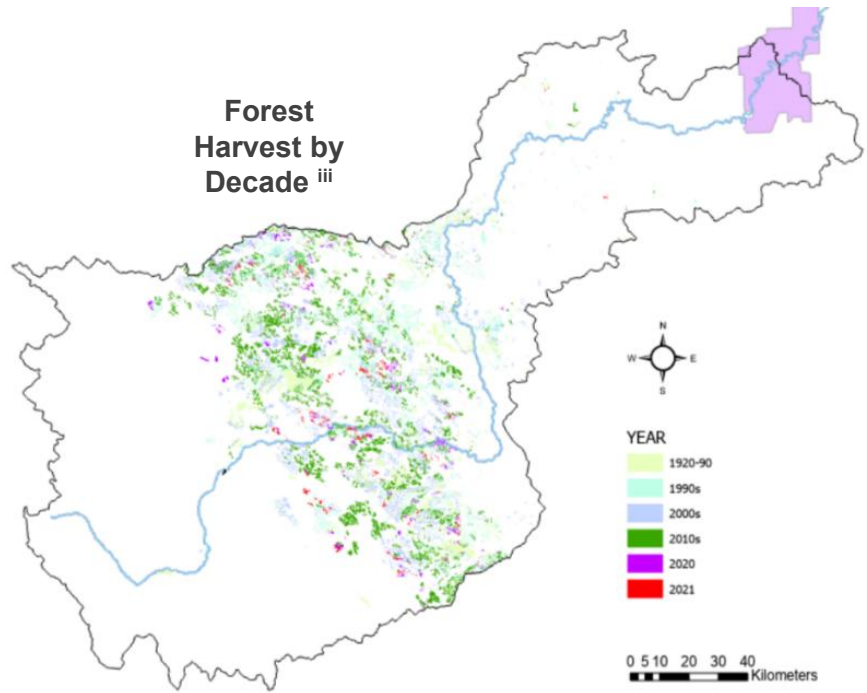 Forest
Harvest by
Decade iii
N
W E
S
YEAR
1920-90
1990s
2000s
2010s
2020
2021
0 5 10 20 30 40
Kilometers